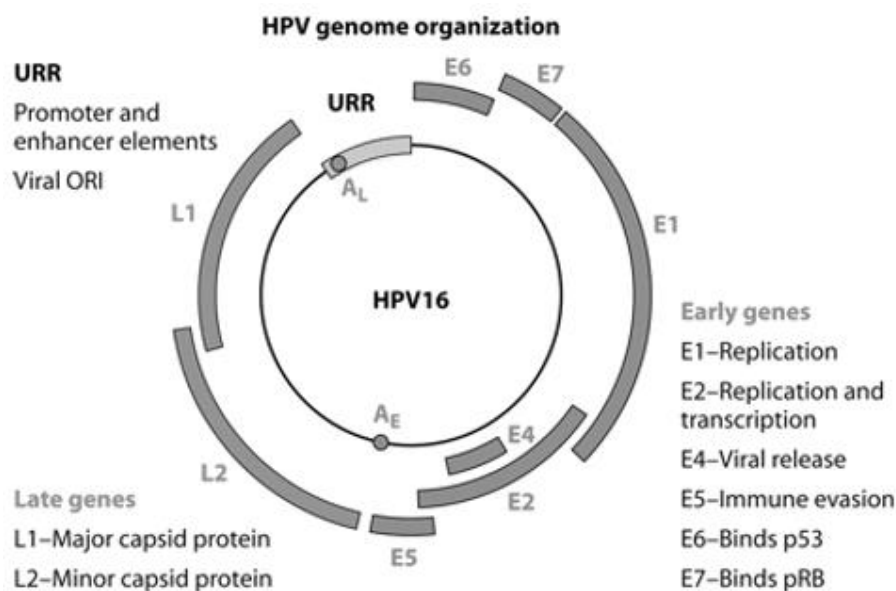 HPV genome organization
URR
Promoter and
enhancer elements
Viral ORI
URR
E6
E7
A_L
L1
E1
HPV16
Early genes
E1–Replication
E2–Replication and
transcription
E4–Viral release
E5–Immune evasion
E6–Binds p53
E7–Binds pRB
A_E
E4
L2
E2
E5
Late genes
L1–Major capsid protein
L2–Minor capsid protein